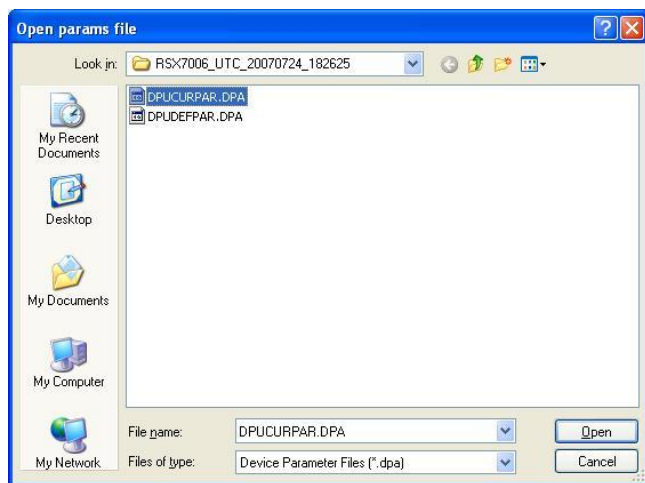 Open params file
Look in: RSX7006_UTC_20070724_182625
DPUCURPAR.DPA
DPUDEFPAR.DPA
My Recent
Documents
Desktop
My Documents
My Computer
My Network
File name: DPUCURPAR.DPA Open
Files of type: Device Parameter Files (*.dpa) Cancel